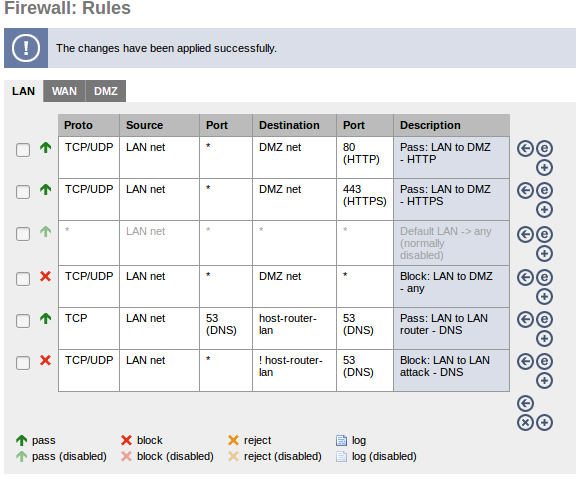 Firewall: Rules
The changes have been applied successfully.
LAN WAN DMZ
Proto Source Port Destination Port Description
TCP/UDP LAN net * DMZ net 80 Pass: LAN to DMZ
(HTTP) - HTTP
TCP/UDP LAN net * DMZ net 443 Pass: LAN to DMZ
(HTTPS) - HTTPS
* LAN net * * * Default LAN -> any
(normally
disabled)
TCP/UDP LAN net * DMZ net * Block: LAN to DMZ
- any
TCP LAN net 53 host-router- 53 Pass: LAN to LAN
(DNS) lan (DNS) router - DNS
TCP/UDP LAN net * ! host-router- 53 Block: LAN to LAN
lan (DNS) attack - DNS
pass block reject log
pass (disabled) block (disabled) reject (disabled) log (disabled)